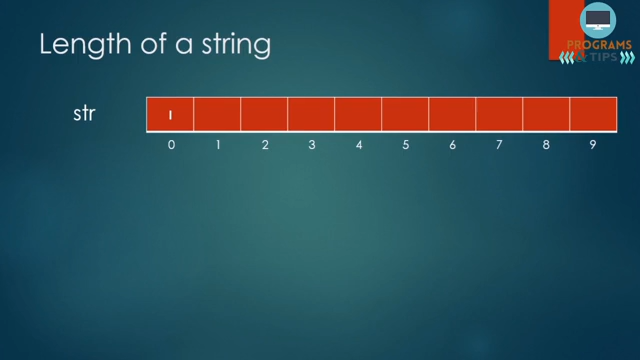 Length of a string
PROGRAMS
& TIPS
str
0 1 2 3 4 5 6 7 8 9